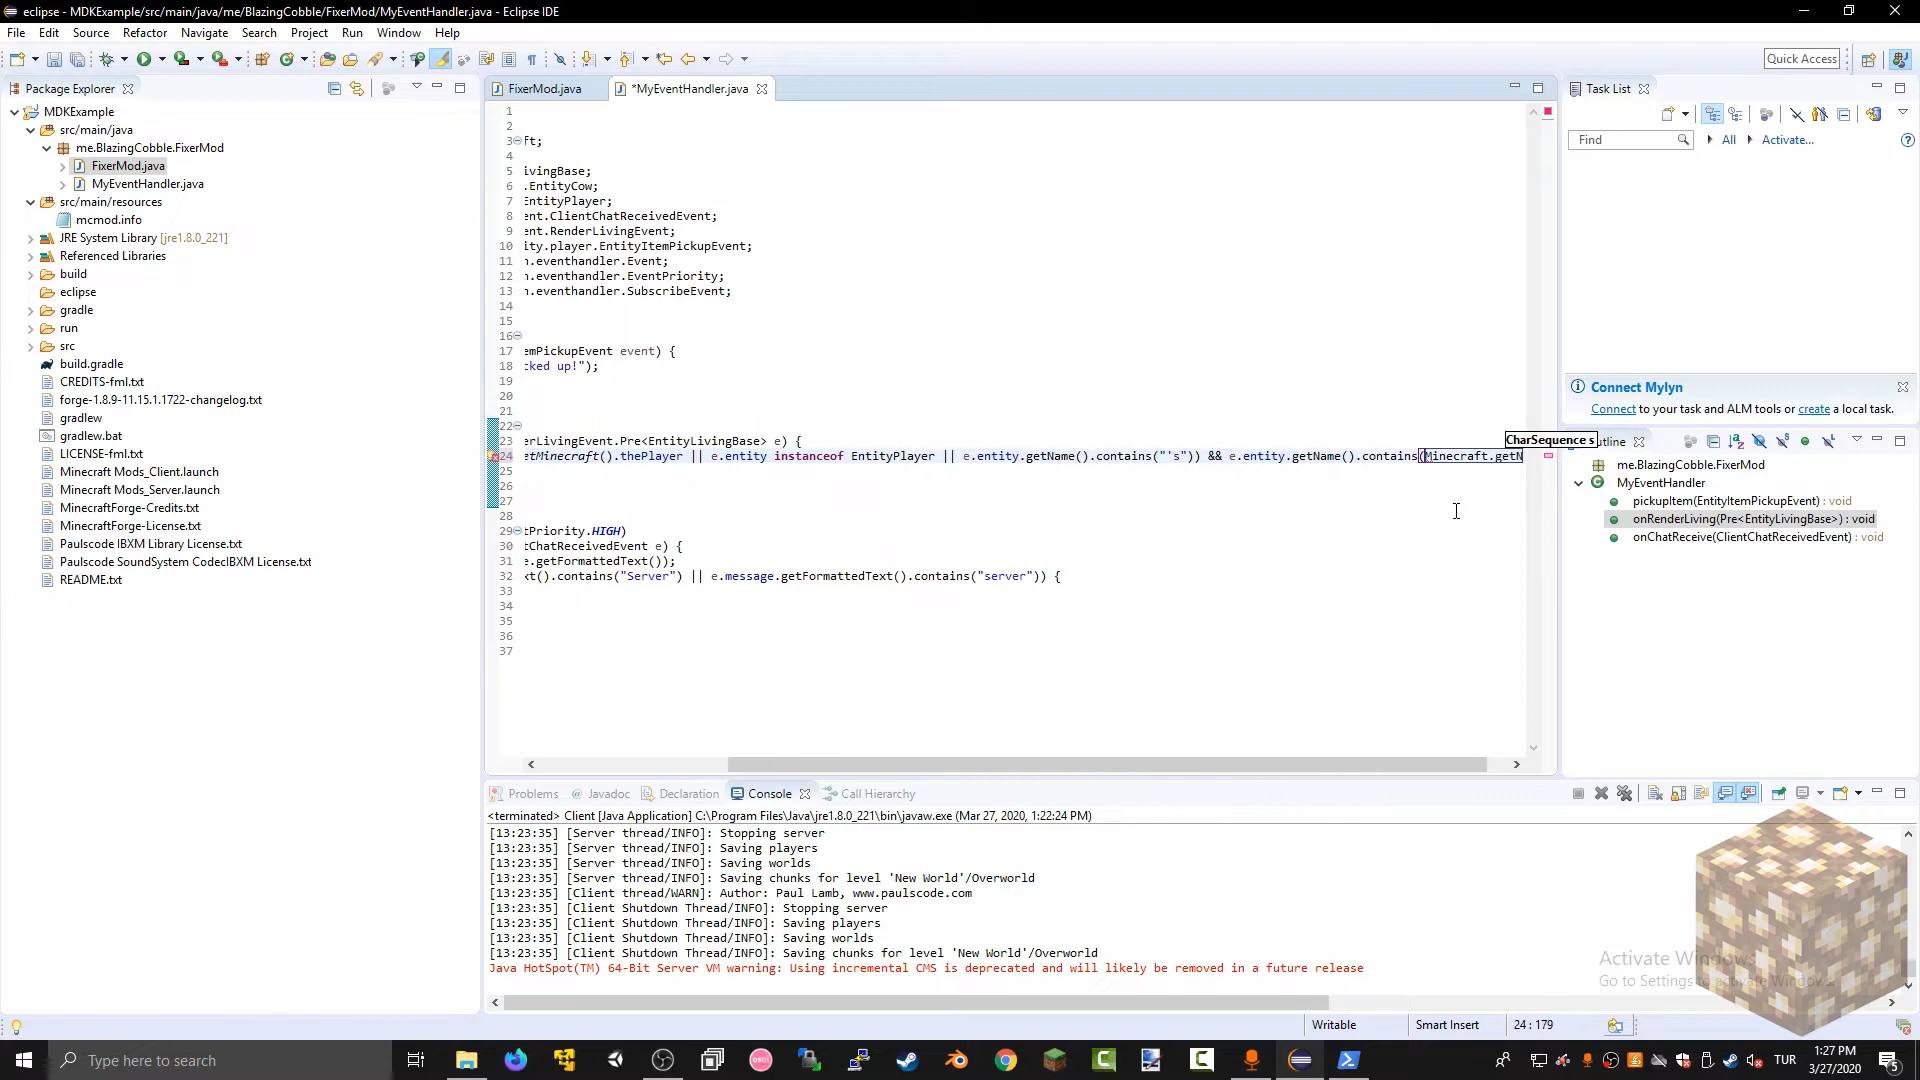 eclipse - MDKExample/src/main/java/me/BlazingCobble/FixerMod/MyEventHandler.java - Eclipse IDE
File Edit Source Refactor Navigate Search Project Run Window Help
Quick Access
Package Explorer
MDKExample
src/main/java
me.BlazingCobble.FixerMod
FixerMod.java
MyEventHandler.java
src/main/resources
mcmod.info
JRE System Library [jre1.8.0_221]
Referenced Libraries
build
eclipse
gradle
run
src
build.gradle
CREDITS-fml.txt
forge-1.8.9-11.15.1.1722-changelog.txt
gradlew
gradlew.bat
LICENSE-fml.txt
Minecraft Mods_Client.launch
Minecraft Mods_Server.launch
MinecraftForge-Credits.txt
MinecraftForge-License.txt
Paulscode IBXM Library License.txt
Paulscode SoundSystem CodecIBXM License.txt
README.txt
FixerMod.java *MyEventHandler.java
1
2
3 ft;
4
5 ivingBase;
6 .EntityCow;
7 EntityPlayer;
8 ent.ClientChatReceivedEvent;
9 ent.RenderLivingEvent;
10 ity.player.EntityItemPickupEvent;
11 n.eventhandler.Event;
12 n.eventhandler.EventPriority;
13 n.eventhandler.SubscribeEvent;
14
15
16
17 emPickupEvent event) {
18 cked up!");
19
20
21
22
23 erLivingEvent.Pre<EntityLivingBase> e) {
CharSequence s
24 etMinecraft().thePlayer || e.entity instanceof EntityPlayer || e.entity.getName().contains("'s")) && e.entity.getName().contains(Minecraft.getN
25
26
27
28
29 tPriority.HIGH)
30 tChatReceivedEvent e) {
31 e.getFormattedText());
32 xt().contains("Server") || e.message.getFormattedText().contains("server")) {
33
34
35
36
37
Task List
Find All Activate...
Connect Mylyn
Connect to your task and ALM tools or create a local task.
utline
me.BlazingCobble.FixerMod
MyEventHandler
pickupItem(EntityItemPickupEvent) : void
onRenderLiving(Pre<EntityLivingBase>) : void
onChatReceive(ClientChatReceivedEvent) : void
Problems Javadoc Declaration Console Call Hierarchy
<terminated> Client [Java Application] C:\Program Files\Java\jre1.8.0_221\bin\javaw.exe (Mar 27, 2020, 1:22:24 PM)
[13:23:35] [Server thread/INFO]: Stopping server
[13:23:35] [Server thread/INFO]: Saving players
[13:23:35] [Server thread/INFO]: Saving worlds
[13:23:35] [Server thread/INFO]: Saving chunks for level 'New World'/Overworld
[13:23:35] [Client thread/WARN]: Author: Paul Lamb, www.paulscode.com
[13:23:35] [Client Shutdown Thread/INFO]: Stopping server
[13:23:35] [Client Shutdown Thread/INFO]: Saving players
[13:23:35] [Client Shutdown Thread/INFO]: Saving worlds
[13:23:35] [Client Shutdown Thread/INFO]: Saving chunks for level 'New World'/Overworld
Java HotSpot(TM) 64-Bit Server VM warning: Using incremental CMS is deprecated and will likely be removed in a future release
Activate Windows
Go to Settings to activate Windows.
Writable Smart Insert 24 : 179
Type here to search
TUR
1:27 PM
3/27/2020
5